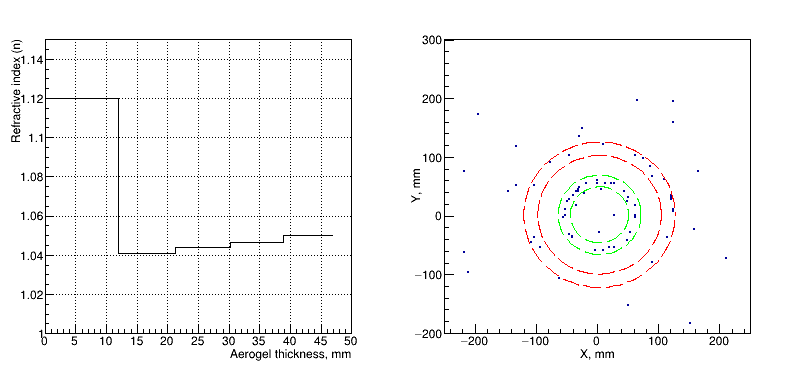 Refractive index (n)
1.14
1.12
1.1
1.08
1.06
1.04
1.02
1
0 5 10 15 20 25 30 35 40 45 50
Aerogel thickness, mm
Y, mm
300
200
100
0
−100
−200
−200 −100 0 100 200
X, mm